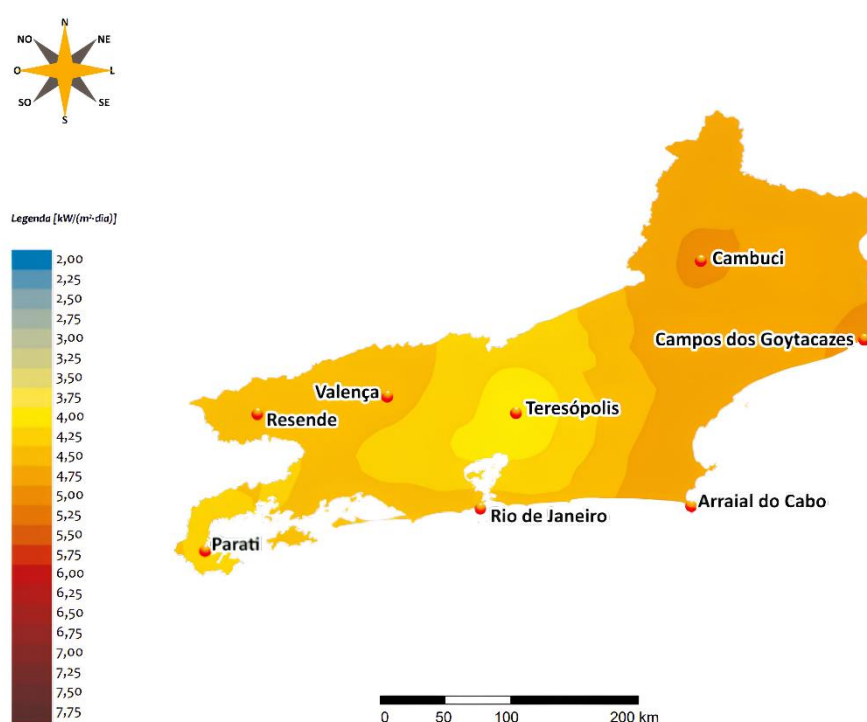 N
NO
NE
O
L
SO
SE
S
Legenda [kW/(m²·dia)]
2,00
2,25
2,50
2,75
3,00
3,25
3,50
3,75
4,00
4,25
4,50
4,75
5,00
5,25
5,50
5,75
6,00
6,25
6,50
6,75
7,00
7,25
7,50
7,75
Cambuci
Campos dos Goytacazes
Valença
Resende
Teresópolis
Arraial do Cabo
Rio de Janeiro
Parati
0 50 100 200 km